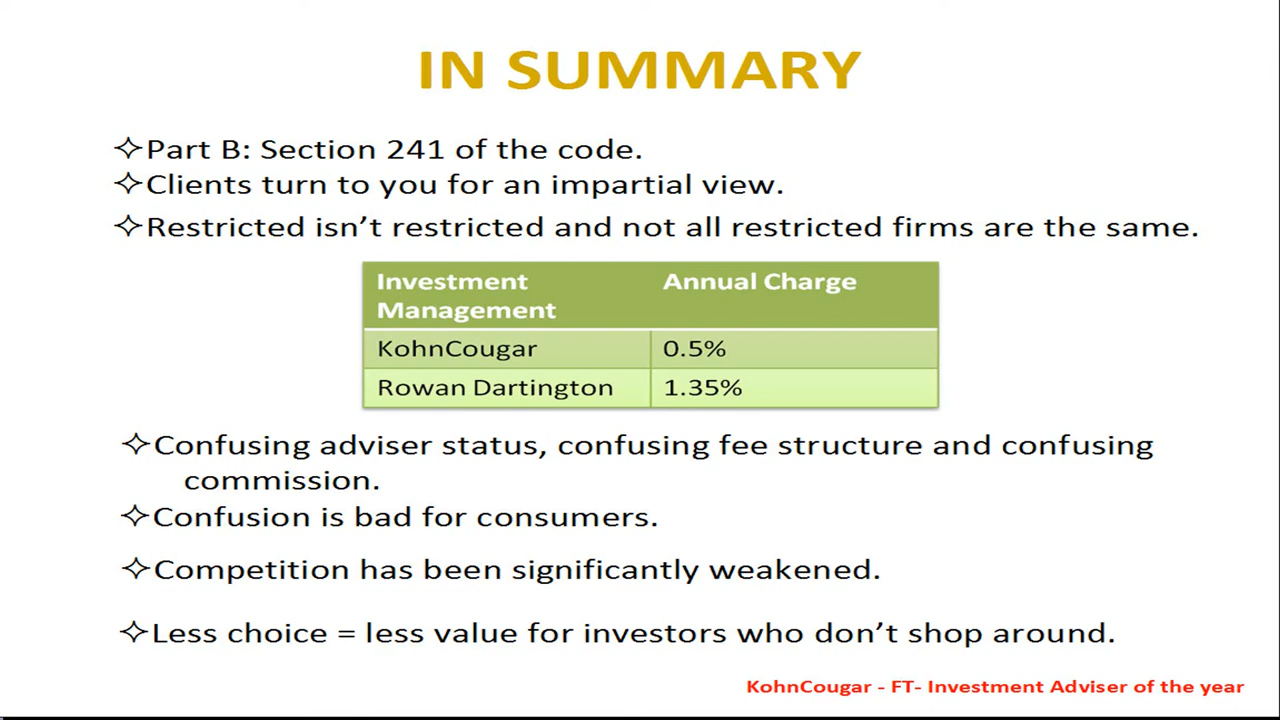 IN SUMMARY
✧Part B: Section 241 of the code.
✧Clients turn to you for an impartial view.
✧Restricted isn’t restricted and not all restricted firms are the same.
Investment Management Annual Charge
KohnCougar 0.5%
Rowan Dartington 1.35%
✧Confusing adviser status, confusing fee structure and confusing
commission.
✧Confusion is bad for consumers.
✧Competition has been significantly weakened.
✧Less choice = less value for investors who don’t shop around.
KohnCougar - FT- Investment Adviser of the year